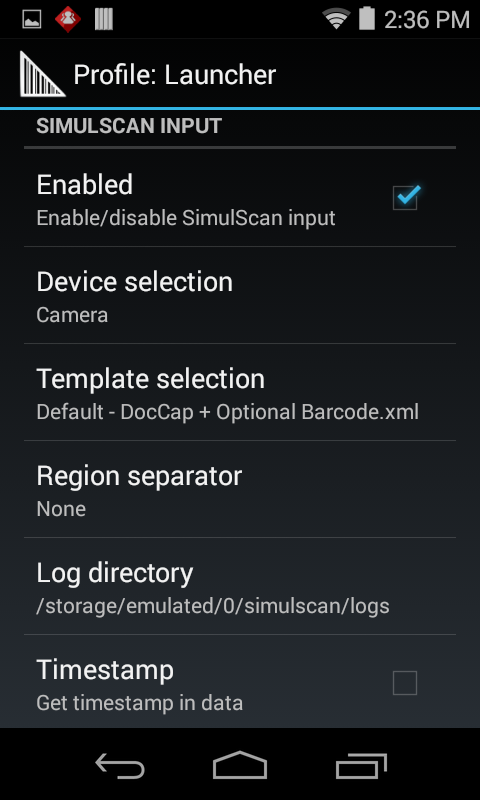 2:36 PM
Profile: Launcher
SIMULSCAN INPUT
Enabled
Enable/disable SimulScan input
Device selection
Camera
Template selection
Default - DocCap + Optional Barcode.xml
Region separator
None
Log directory
/storage/emulated/0/simulscan/logs
Timestamp
Get timestamp in data